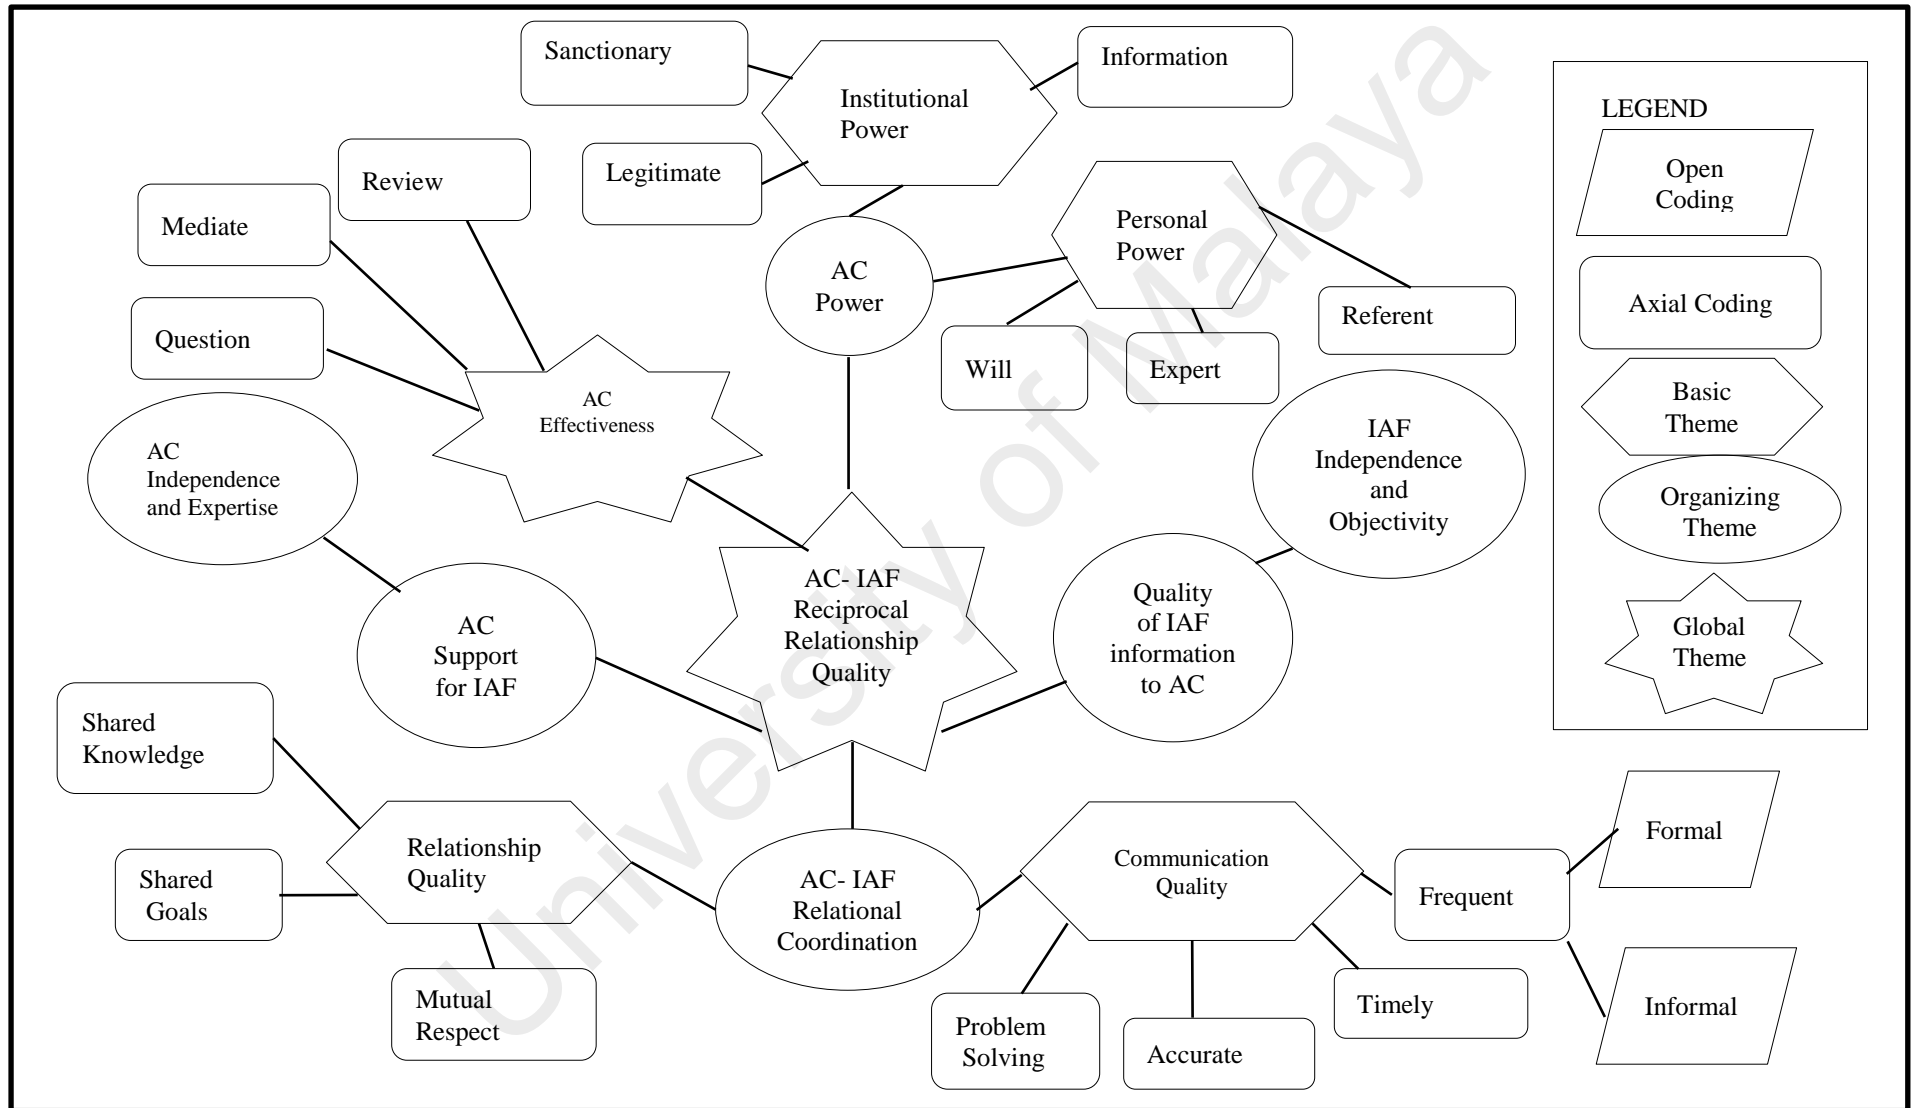 Sanctionary
Institutional
Power
Information
Legitimate
Review
Mediate
Question
AC
Power
Personal
Power
Referent
Will
Expert
AC
Effectiveness
AC
Independence
and Expertise
IAF
Independence
and
Objectivity
AC
Support
for IAF
AC- IAF
Reciprocal
Relationship
Quality
Quality
of IAF
information
to AC
Shared
Knowledge
Shared
Goals
Relationship
Quality
Mutual
Respect
AC- IAF
Relational
Coordination
Communication
Quality
Problem
Solving
Accurate
Timely
Frequent
Formal
Informal
LEGEND
Open
Coding
Axial Coding
Basic
Theme
Organizing
Theme
Global
Theme
University of Malaya